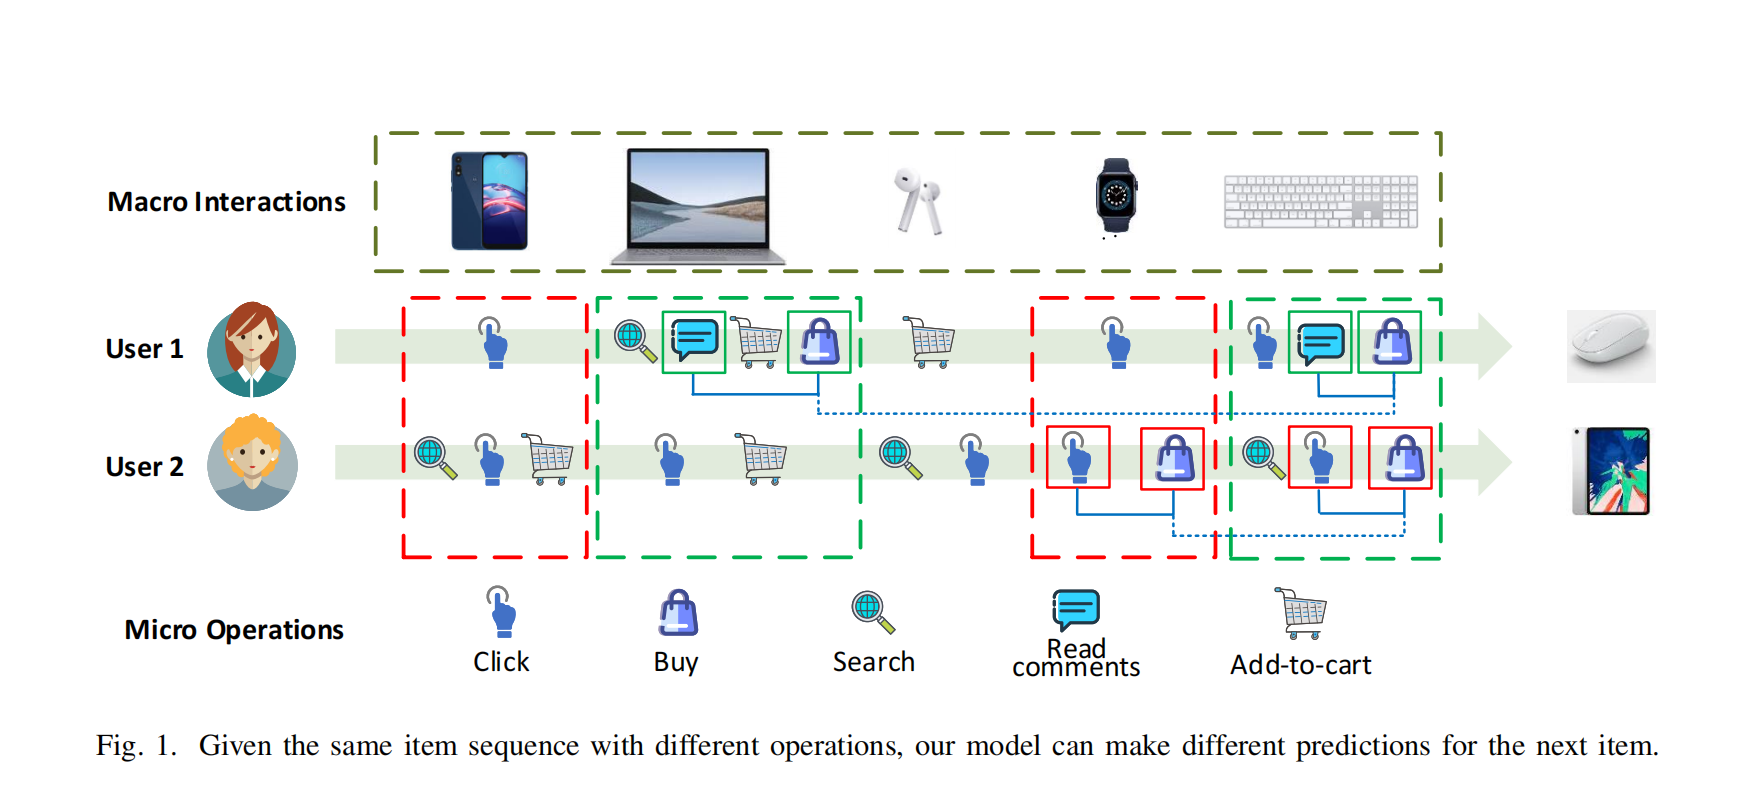 Macro Interactions
User 1
User 2
Micro Operations
Click
Buy
Search
Read
comments
Add-to-cart
Fig. 1. Given the same item sequence with different operations, our model can make different predictions for the next item.